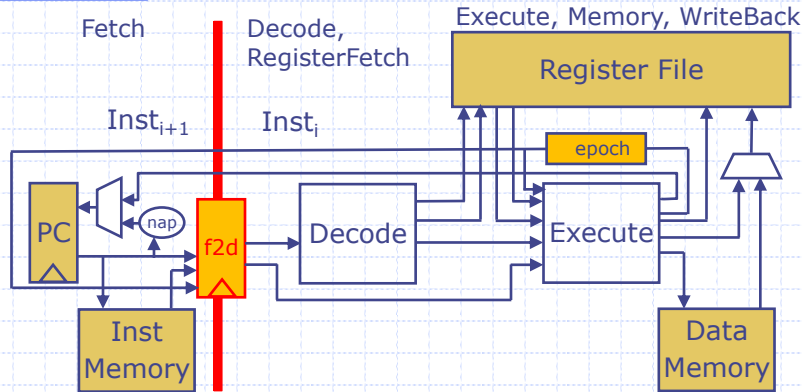 Fetch
Decode,
RegisterFetch
Execute, Memory, WriteBack
Register File
Inst_{i+1}
Inst_i
epoch
PC
nap
f2d
Decode
Execute
Inst
Memory
Data
Memory